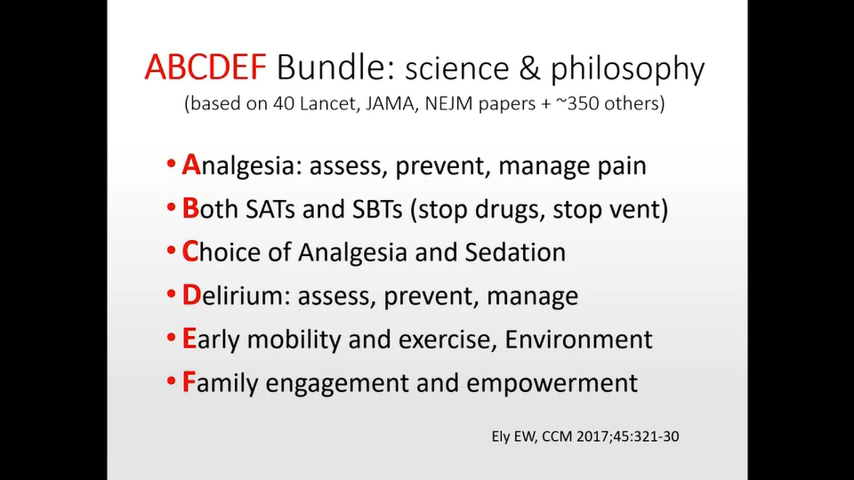 ABCDEF Bundle: science & philosophy
(based on 40 Lancet, JAMA, NEJM papers + ~350 others)
• Analgesia: assess, prevent, manage pain
• Both SATs and SBTs (stop drugs, stop vent)
• Choice of Analgesia and Sedation
• Delirium: assess, prevent, manage
• Early mobility and exercise, Environment
• Family engagement and empowerment
Ely EW, CCM 2017;45:321-30